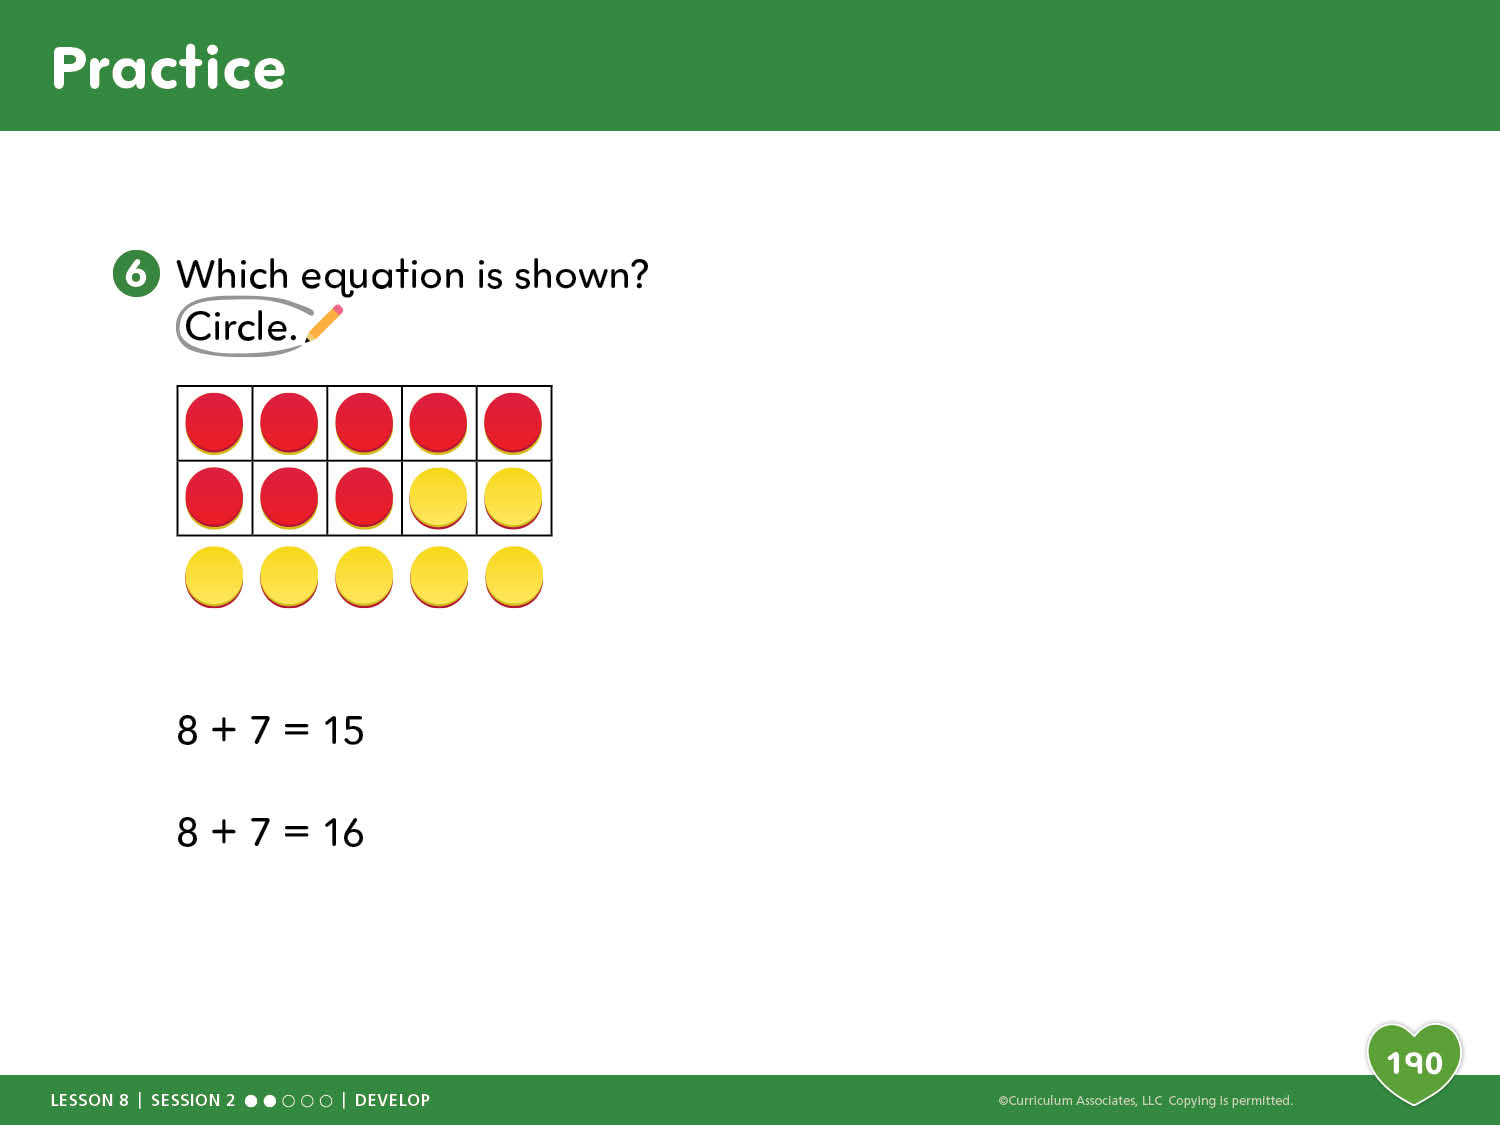 Practice
6 Which equation is shown?
Circle.
8 + 7 = 15
8 + 7 = 16
190
LESSON 8 | SESSION 2 ●●○○○ | DEVELOP
©Curriculum Associates, LLC Copying is permitted.